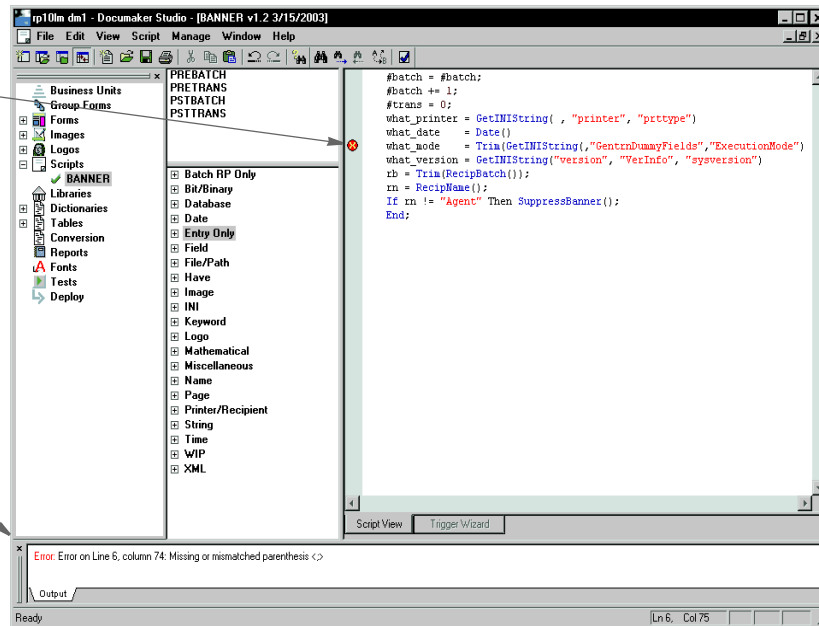 rp10lm dm1 - Documaker Studio - [BANNER v1.2 3/15/2003]
File Edit View Script Manage Window Help
Business Units
Group Forms
Forms
Images
Logos
Scripts
BANNER
Libraries
Dictionaries
Tables
Conversion
Reports
Fonts
Tests
Deploy
PREBATCH
PRETRANS
PSTBATCH
PSTTRANS
Batch RP Only
Bit/Binary
Database
Date
Entry Only
Field
File/Path
Have
Image
INI
Keyword
Logo
Mathematical
Miscellaneous
Name
Page
Printer/Recipient
String
Time
WIP
XML
#batch = #batch;
#batch += 1;
#trans = 0;
what_printer = GetINIString( , "printer", "prttype")
what_date = Date()
what_mode = Trim(GetINIString(,"GentrnDummyFields","ExecutionMode")
what_version = GetINIString("version", "VerInfo", "sysversion")
rb = Trim(RecipBatch());
rn = RecipName();
If rn != "Agent" Then SuppressBanner();
End;
Script View Trigger Wizard
Error: Error on Line 6, column 74: Missing or mismatched parenthesis <;>
Output
Ready Ln 6, Col 75